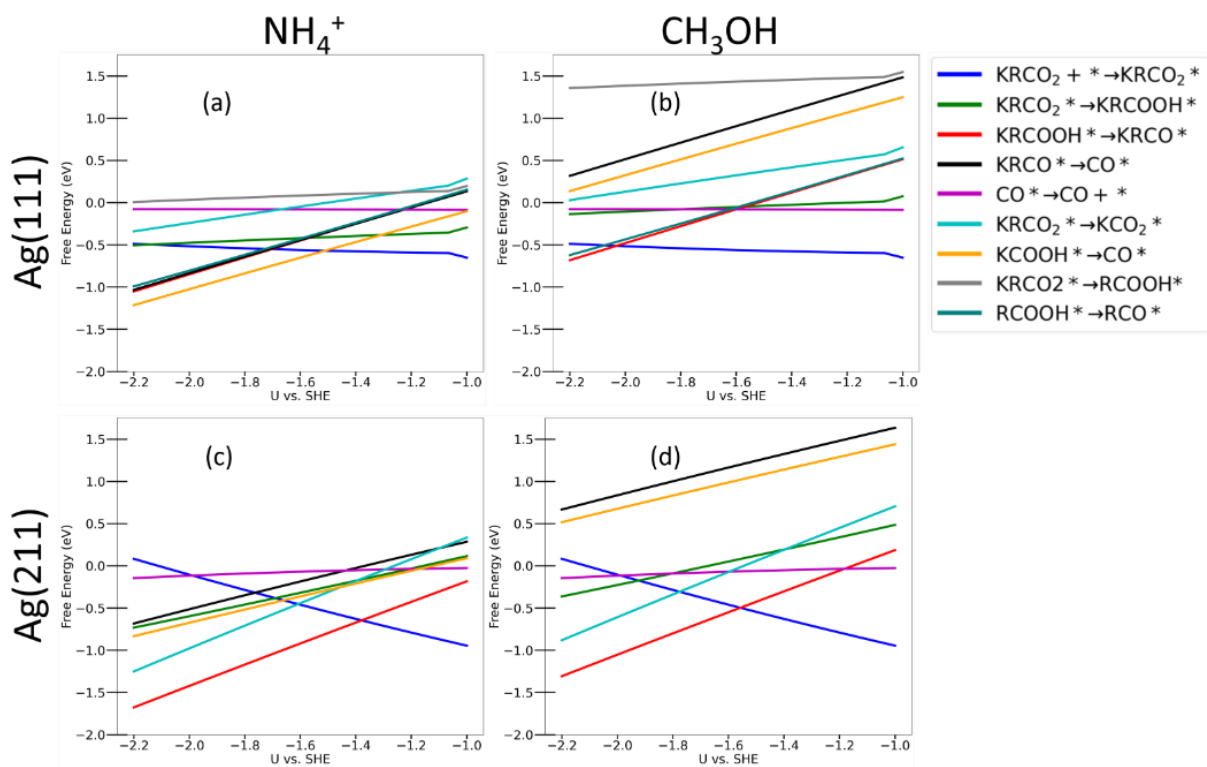 NH₄⁺
CH₃OH
Ag(111)
Ag(211)
(a)
1.5
1.0
0.5
0.0
−0.5
−1.0
−1.5
−2.0
Free Energy (eV)
−2.2 −2.0 −1.8 −1.6 −1.4 −1.2 −1.0
U vs. SHE
(b)
1.5
1.0
0.5
0.0
−0.5
−1.0
−1.5
−2.0
Free Energy (eV)
−2.2 −2.0 −1.8 −1.6 −1.4 −1.2 −1.0
U vs. SHE
KRCO₂ + *→KRCO₂*
KRCO₂*→KRCOOH*
KRCOOH*→KRCO*
KRCO*→CO*
CO*→CO + *
KRCO₂*→KCO₂*
KCOOH*→CO*
KRCO2*→RCOOH*
RCOOH*→RCO*
(c)
1.5
1.0
0.5
0.0
−0.5
−1.0
−1.5
−2.0
Free Energy (eV)
−2.2 −2.0 −1.8 −1.6 −1.4 −1.2 −1.0
U vs. SHE
(d)
1.5
1.0
0.5
0.0
−0.5
−1.0
−1.5
−2.0
Free Energy (eV)
−2.2 −2.0 −1.8 −1.6 −1.4 −1.2 −1.0
U vs. SHE